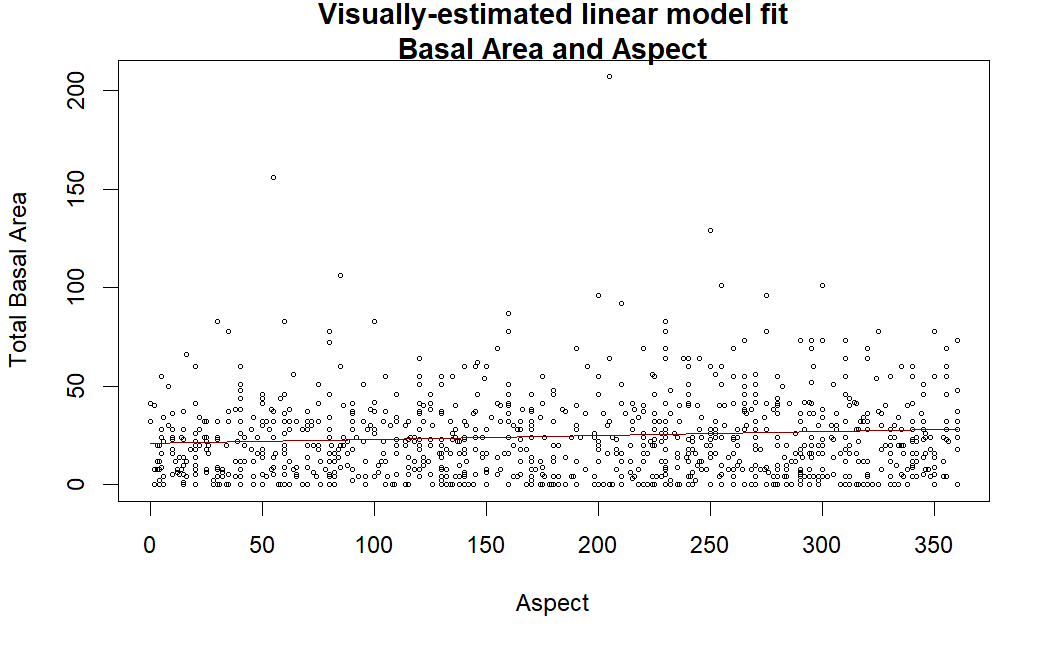 Visually-estimated linear model fit
Basal Area and Aspect
Total Basal Area
200
150
100
50
0
0 50 100 150 200 250 300 350
Aspect